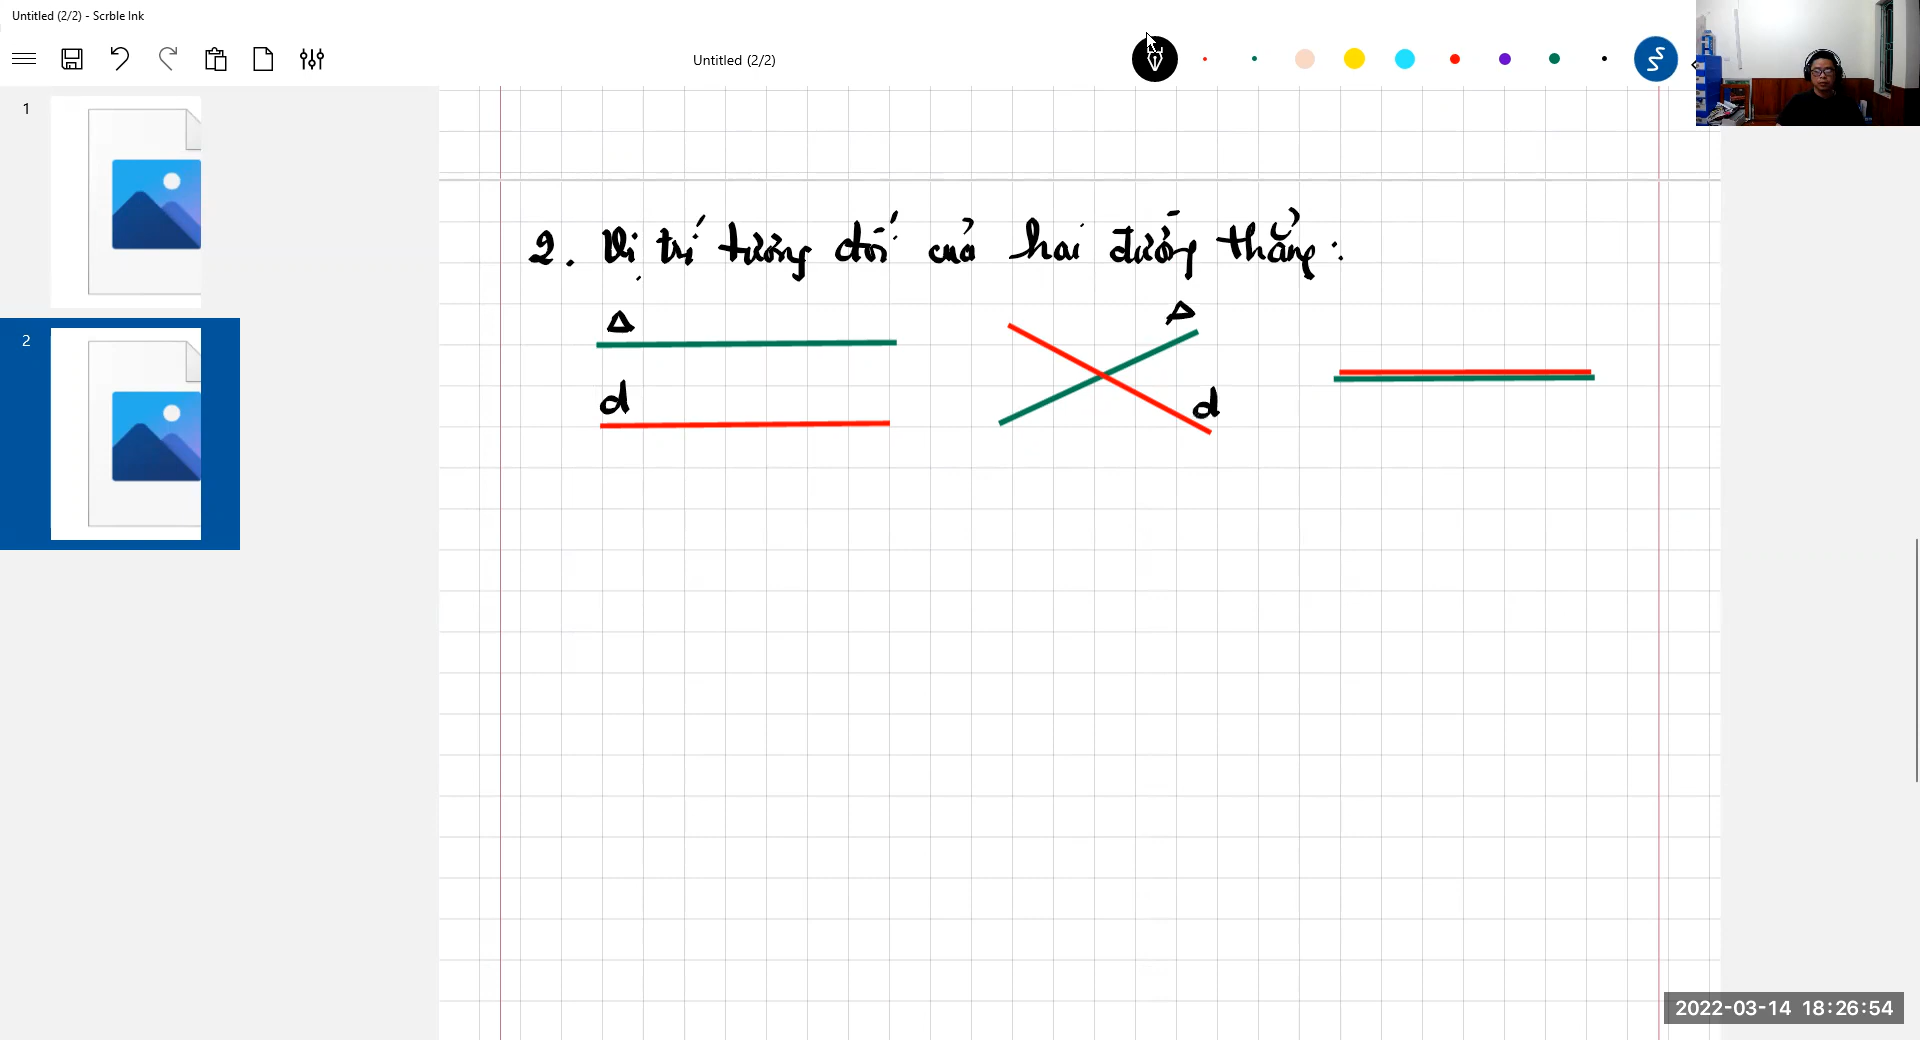 Untitled (2/2) - Scrble Ink
Untitled (2/2)
1
2
2. Vị trí tương đối của hai đường thẳng:
Δ
Δ
d
d
2022-03-14 18:26:54